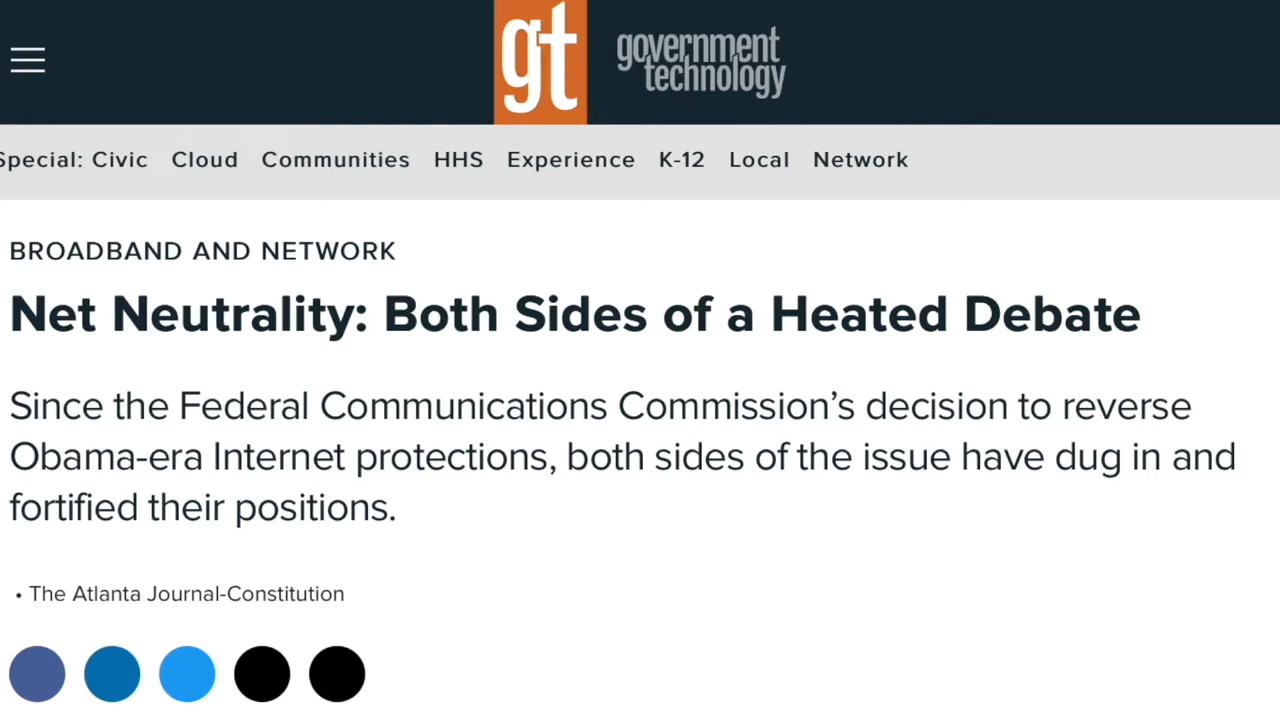 gt
government
technology
Special: Civic Cloud Communities HHS Experience K-12 Local Network
BROADBAND AND NETWORK
Net Neutrality: Both Sides of a Heated Debate
Since the Federal Communications Commission’s decision to reverse
Obama-era Internet protections, both sides of the issue have dug in and
fortified their positions.
• The Atlanta Journal-Constitution